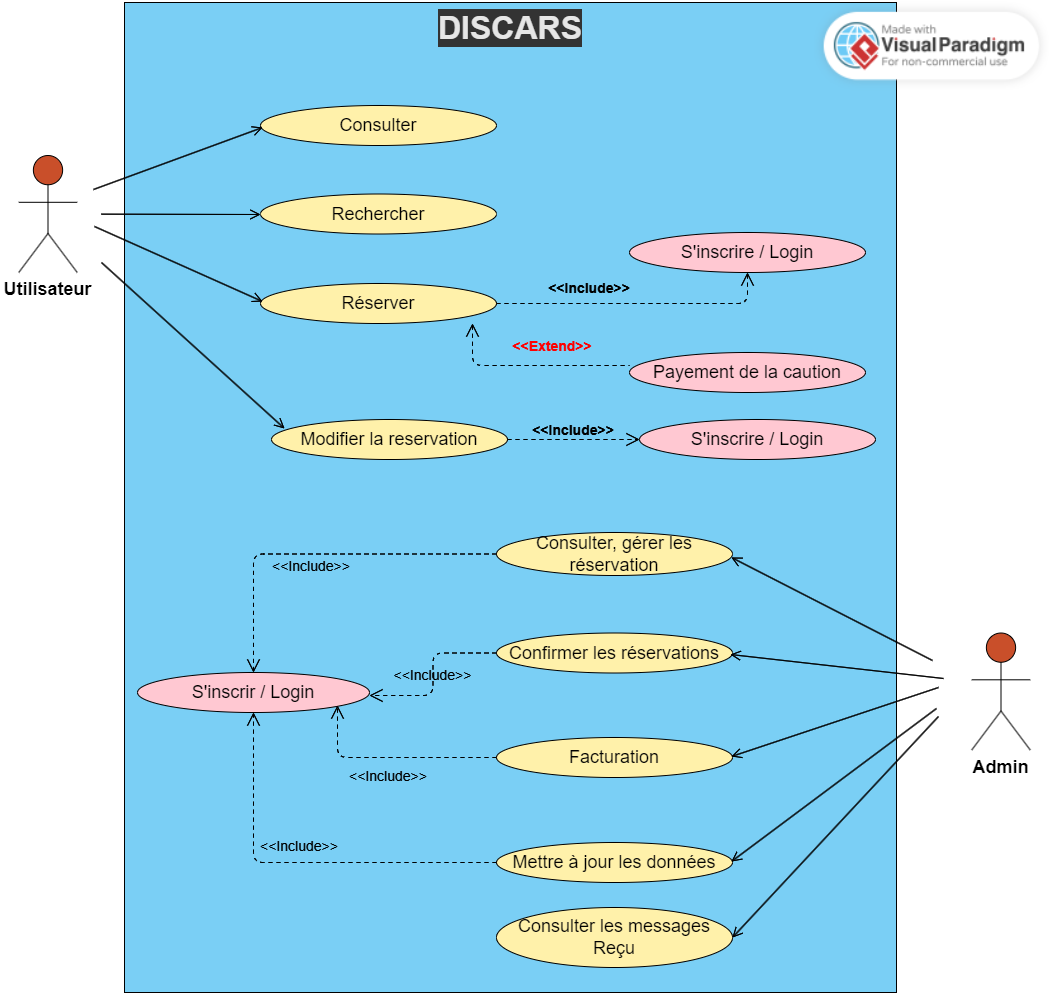 DISCARS
Made with
VisualParadigm
For non-commercial use
Consulter
Rechercher
S'inscrire / Login
Utilisateur
<<Include>>
Réserver
<<Extend>>
Payement de la caution
<<Include>>
Modifier la reservation
S'inscrire / Login
Consulter, gérer les
réservation
<<Include>>
Confirmer les réservations
<<Include>>
S'inscrir / Login
Facturation
Admin
<<Include>>
<<Include>>
Mettre à jour les données
Consulter les messages
Reçu